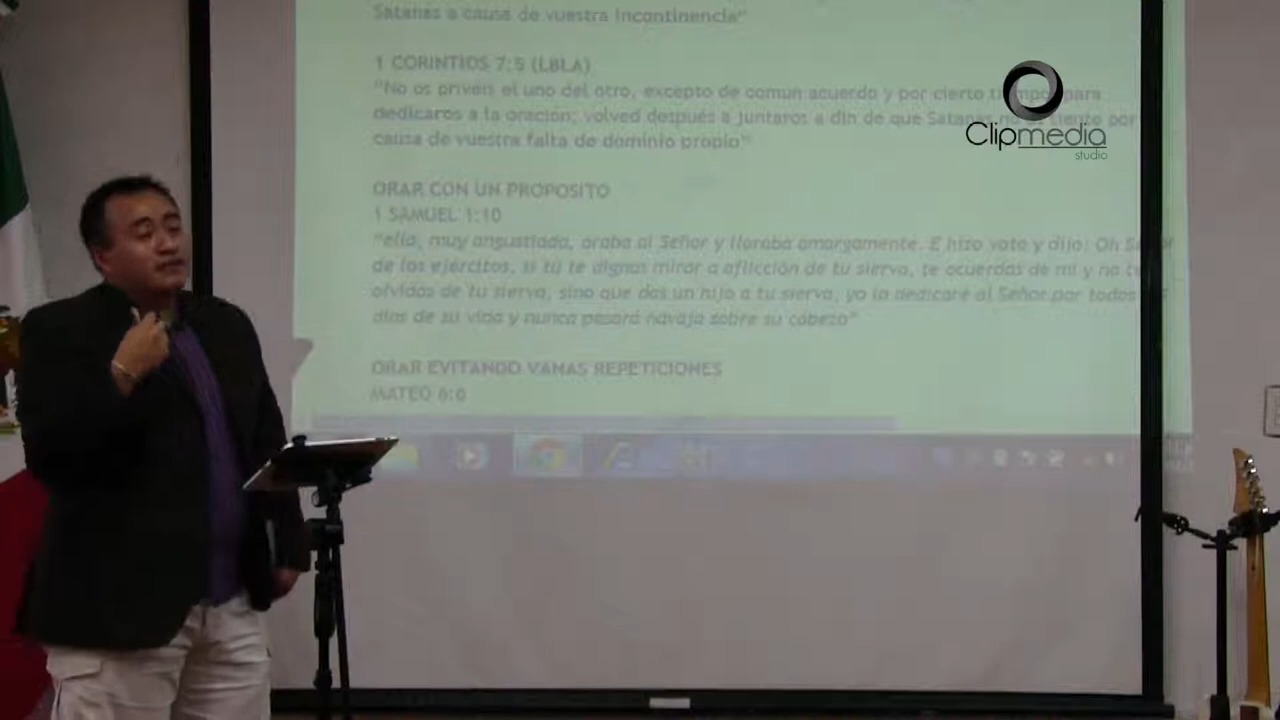 Satanás a causa de vuestra incontinencia"
1 CORINTIOS 7:5 (LBLA)
"No os privéis el uno del otro, excepto de común acuerdo y por cierto tiempo, para
dedicaros a la oración; volved después a juntaros a din de que Satanás no os tiente por
causa de vuestra falta de dominio propio"
ORAR CON UN PROPOSITO
1 SAMUEL 1:10
"ella, muy angustiada, oraba al Señor y lloraba amargamente. E hizo voto y dijo: Oh Señor
de los ejércitos, si tú te dignas mirar a aflicción de tu sierva, te acuerdas de mí y no te
olvidas de tu sierva, sino que das un hijo a tu sierva, yo lo dedicaré al Señor por todos los
días de su vida y nunca pasará navaja sobre su cabeza"
ORAR EVITANDO VANAS REPETICIONES
MATEO 6:6
Clipmedia
studio